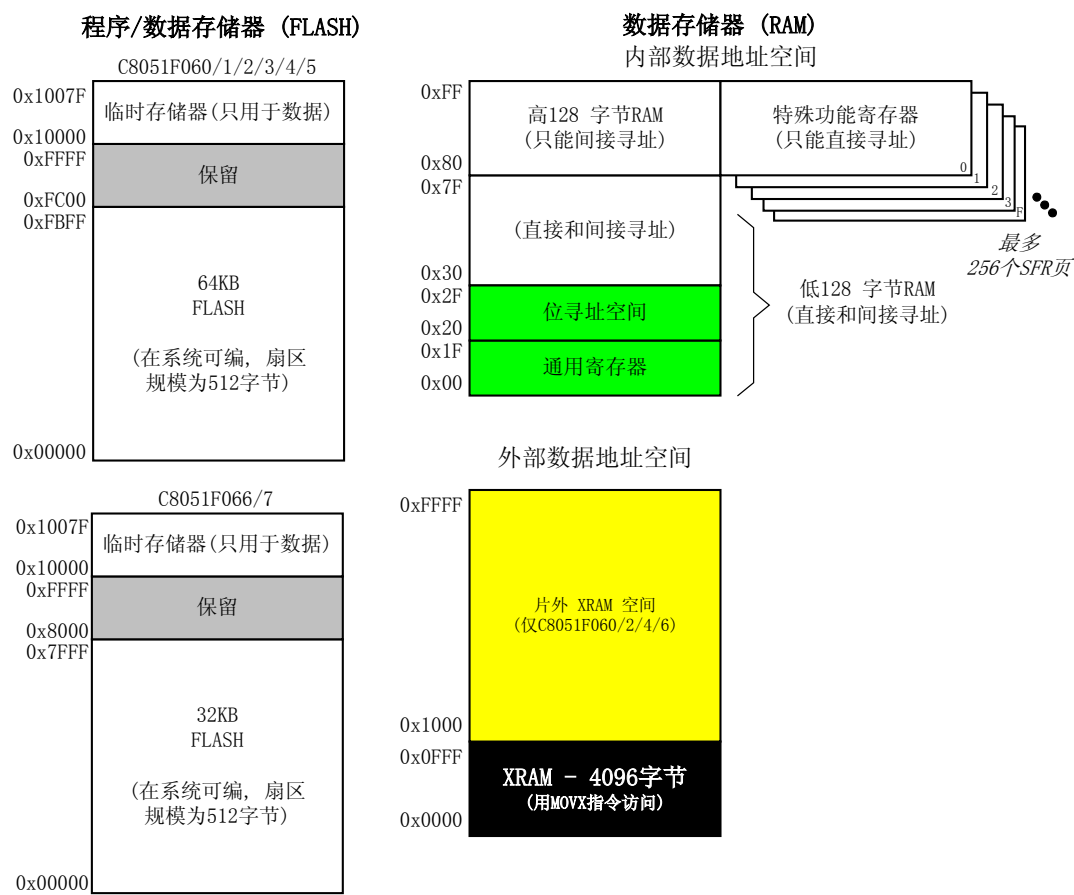 程序/数据存储器 (FLASH)
C8051F060/1/2/3/4/5
0x1007F
临时存储器(只用于数据)
0x10000
0xFFFF
保留
0xFC00
0xFBFF
64KB
FLASH
(在系统可编, 扇区
规模为512字节)
0x00000
C8051F066/7
0x1007F
临时存储器(只用于数据)
0x10000
0xFFFF
保留
0x8000
0x7FFF
32KB
FLASH
(在系统可编, 扇区
规模为512字节)
0x00000
数据存储器 (RAM)
内部数据地址空间
0xFF
高128 字节RAM
(只能间接寻址)
0x80
特殊功能寄存器
(只能直接寻址)
0
1
2
3
F
最多
256个SFR页
0x7F
(直接和间接寻址)
0x30
0x2F
位寻址空间
0x20
0x1F
通用寄存器
0x00
低128 字节RAM
(直接和间接寻址)
外部数据地址空间
0xFFFF
片外 XRAM 空间
(仅C8051F060/2/4/6)
0x1000
0x0FFF
XRAM - 4096字节
(用MOVX指令访问)
0x0000